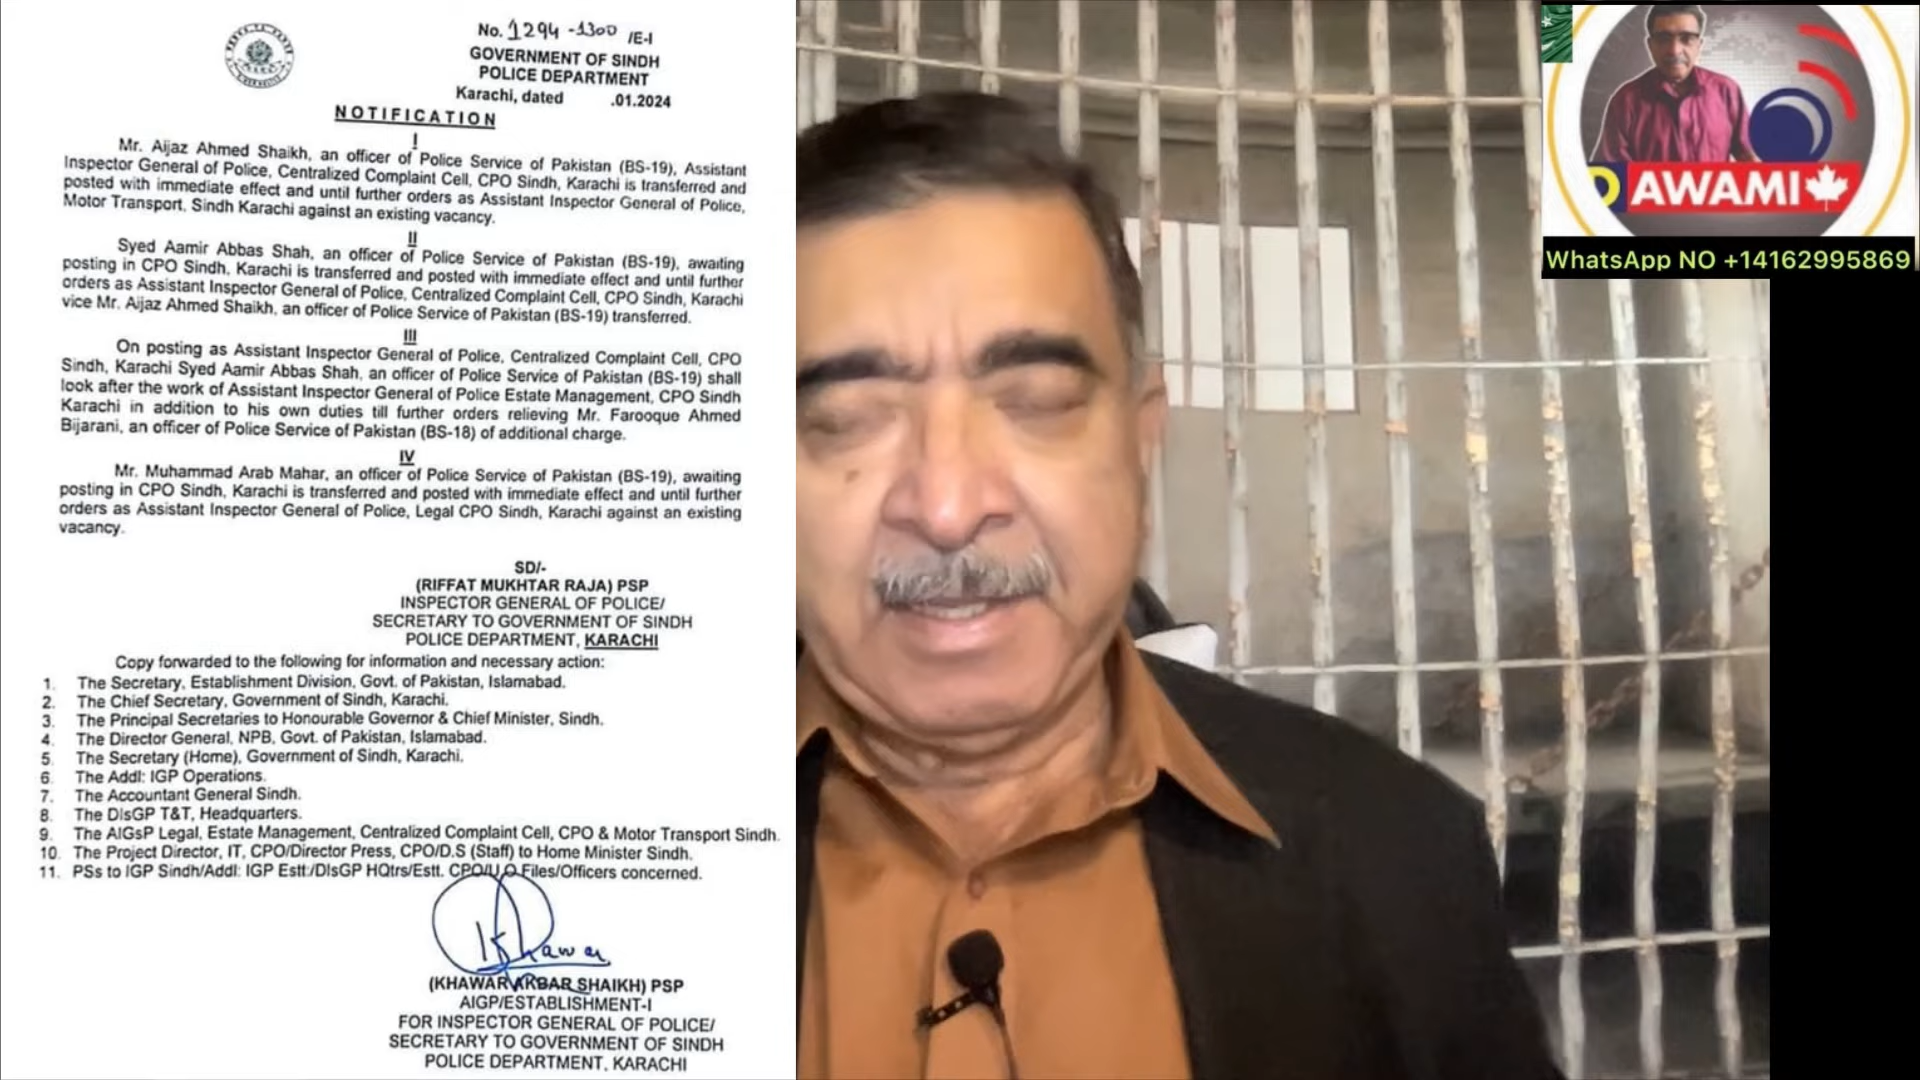 No. 1294-1300 /E-I
GOVERNMENT OF SINDH
POLICE DEPARTMENT
Karachi, dated .01.2024
NOTIFICATION
I
Mr. Aijaz Ahmed Shaikh, an officer of Police Service of Pakistan (BS-19), Assistant
Inspector General of Police, Centralized Complaint Cell, CPO Sindh, Karachi is transferred and
posted with immediate effect and until further orders as Assistant Inspector General of Police,
Motor Transport, Sindh Karachi against an existing vacancy.
II
Syed Aamir Abbas Shah, an officer of Police Service of Pakistan (BS-19), awaiting
posting in CPO Sindh, Karachi is transferred and posted with immediate effect and until further
orders as Assistant Inspector General of Police, Centralized Complaint Cell, CPO Sindh, Karachi
vice Mr. Aijaz Ahmed Shaikh, an officer of Police Service of Pakistan (BS-19) transferred.
III
On posting as Assistant Inspector General of Police, Centralized Complaint Cell, CPO
Sindh, Karachi Syed Aamir Abbas Shah, an officer of Police Service of Pakistan (BS-19) shall
look after the work of Assistant Inspector General of Police Estate Management, CPO Sindh
Karachi in addition to his own duties till further orders relieving Mr. Farooque Ahmed
Bijarani, an officer of Police Service of Pakistan (BS-18) of additional charge.
IV
Mr. Muhammad Arab Mahar, an officer of Police Service of Pakistan (BS-19), awaiting
posting in CPO Sindh, Karachi is transferred and posted with immediate effect and until further
orders as Assistant Inspector General of Police, Legal CPO Sindh, Karachi against an existing
vacancy.
SD/-
(RIFFAT MUKHTAR RAJA) PSP
INSPECTOR GENERAL OF POLICE/
SECRETARY TO GOVERNMENT OF SINDH
POLICE DEPARTMENT, KARACHI
Copy forwarded to the following for information and necessary action:
1. The Secretary, Establishment Division, Govt. of Pakistan, Islamabad.
2. The Chief Secretary, Government of Sindh, Karachi.
3. The Principal Secretaries to Honourable Governor & Chief Minister, Sindh.
4. The Director General, NPB, Govt. of Pakistan, Islamabad.
5. The Secretary (Home), Government of Sindh, Karachi.
6. The Addl: IGP Operations.
7. The Accountant General Sindh.
8. The DIsGP T&T, Headquarters.
9. The AIGsP Legal, Estate Management, Centralized Complaint Cell, CPO & Motor Transport Sindh.
10. The Project Director, IT, CPO/Director Press, CPO/D.S (Staff) to Home Minister Sindh.
11. PSs to IGP Sindh/Addl: IGP Estt:/DIsGP HQtrs/Estt. CPO/U.O Files/Officers concerned.
Khawar
(KHAWAR AKBAR SHAIKH) PSP
AIGP/ESTABLISHMENT-I
FOR INSPECTOR GENERAL OF POLICE/
SECRETARY TO GOVERNMENT OF SINDH
POLICE DEPARTMENT, KARACHI
AWAMI
WhatsApp NO +14162995869